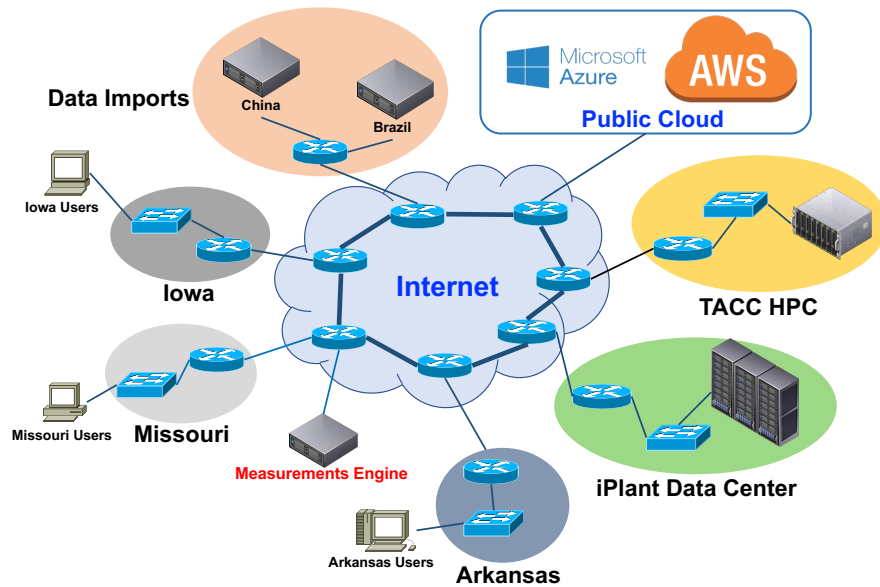 Microsoft
Azure
AWS
Public Cloud
Data Imports
China
Brazil
Iowa Users
Iowa
Internet
TACC HPC
Missouri Users
Missouri
Measurements Engine
iPlant Data Center
Arkansas Users
Arkansas